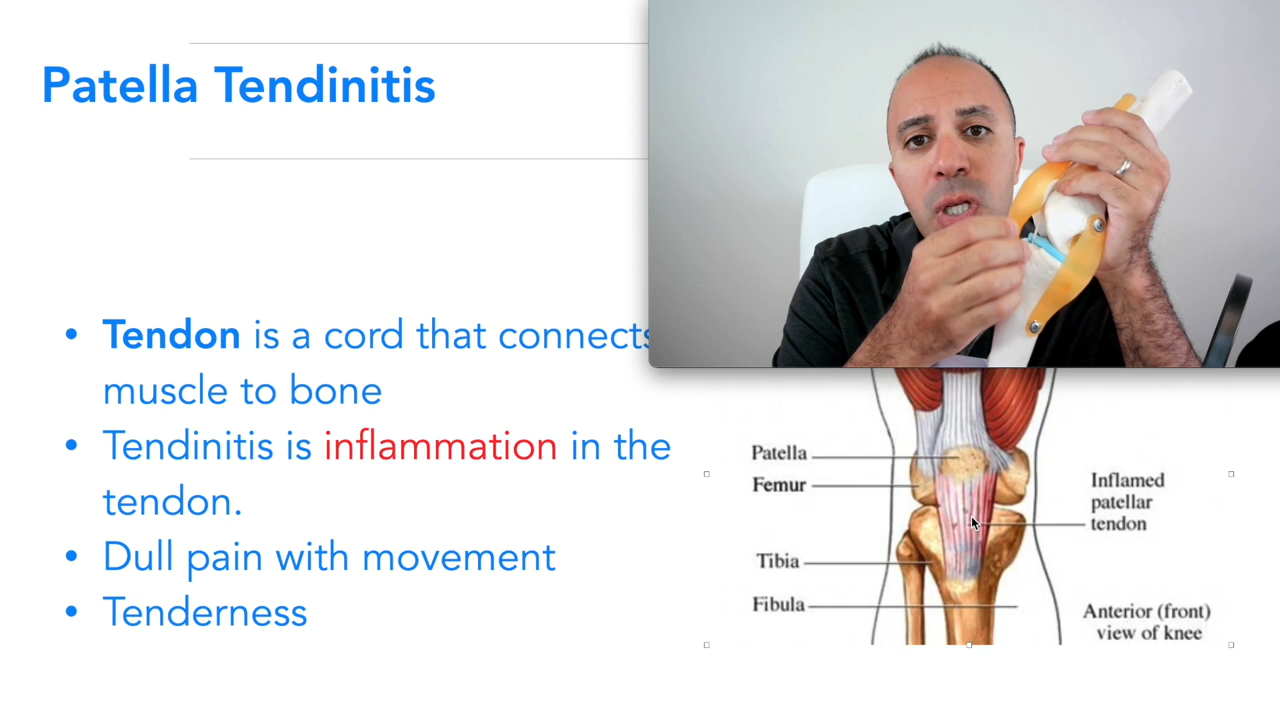 Patella Tendinitis
• Tendon is a cord that connects
muscle to bone
• Tendinitis is inflammation in the
tendon.
• Dull pain with movement
• Tenderness
Patella
Femur
Tibia
Fibula
Inflamed
patellar
tendon
Anterior (front)
view of knee